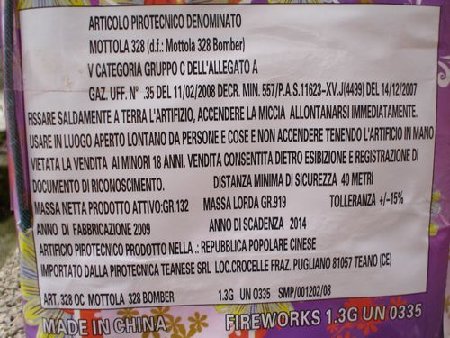 ARTICOLO PIROTECNICO DENOMINATO
MOTTOLA 328 (d.f.: Mottola 328 Bomber)
V CATEGORIA GRUPPO C DELL'ALLEGATO A
GAZ. UFF. N° .35 DEL 11/02/2008 DECR. MIN. 557/P.A.S.11623-XV.J(4439) DEL 14/12/2007
FISSARE SALDAMENTE A TERRA L'ARTIFIZIO, ACCENDERE LA MICCIA ALLONTANARSI IMMEDIATAMENTE.
USARE IN LUOGO APERTO LONTANO DA PERSONE E COSE E NON ACCENDERE TENENDO L'ARTIFICIO IN MANO
VIETATA LA VENDITA AI MINORI 18 ANNI. VENDITA CONSENTITA DIETRO ESIBIZIONE E REGISTRAZIONE DI
DOCUMENTO DI RICONOSCIMENTO. DISTANZA MINIMA DI SICUREZZA 40 METRI
MASSA NETTA PRODOTTO ATTIVO:GR.132 MASSA LORDA GR.919 TOLLERANZA +/-15%
ANNO DI FABBRICAZIONE 2009 ANNO DI SCADENZA 2014
ARTIFICIO PIROTECNICO PRODOTTO NELLA .: REPUBBLICA POPOLARE CINESE
IMPORTATO DALLA PIROTECNICA TEANESE SRL LOC.CROCELLE FRAZ. PUGLIANO 81057 TEANO (CE)
ART. 328 OC MOTTOLA 328 BOMBER 1.3G UN 0335 SMP/001202/08
MADE IN CHINA FIREWORKS 1.3G UN 0335